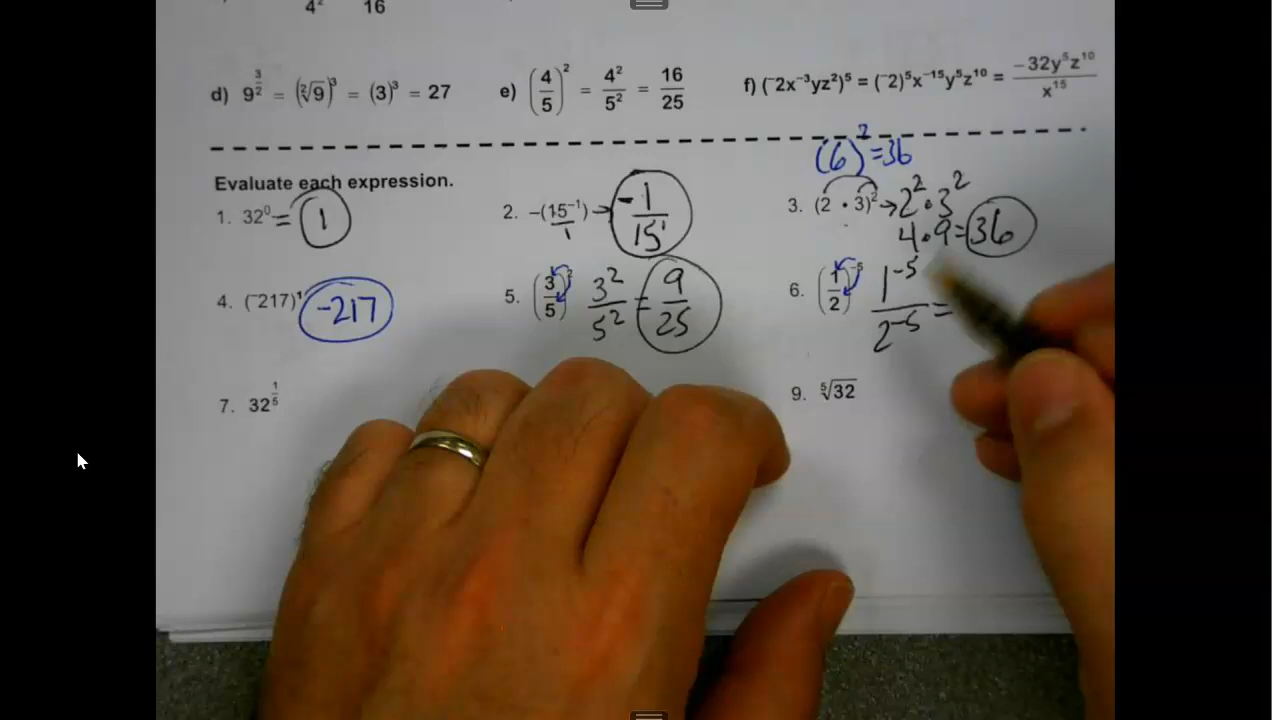 4² 16
d) 9^(3/2) = (²√9)³ = (3)³ = 27
e) (4/5)² = 4²/5² = 16/25
f) (⁻2x⁻³yz²)⁵ = (⁻2)⁵x⁻¹⁵y⁵z¹⁰ = −32y⁵z¹⁰/x¹⁵
(6)² = 36
Evaluate each expression.
1. 32⁰ = 1
2. -(15⁻¹) → -1/15¹
1
3. (2 • 3)² → 2² • 3²
4 • 9 = 36
4. (⁻217)¹ -217
5. (3/5)² 3²/5² = 9/25
6. (1/2)⁻⁵ 1⁻⁵/2⁻⁵ =
7. 32^(1/5)
9. ⁵√32